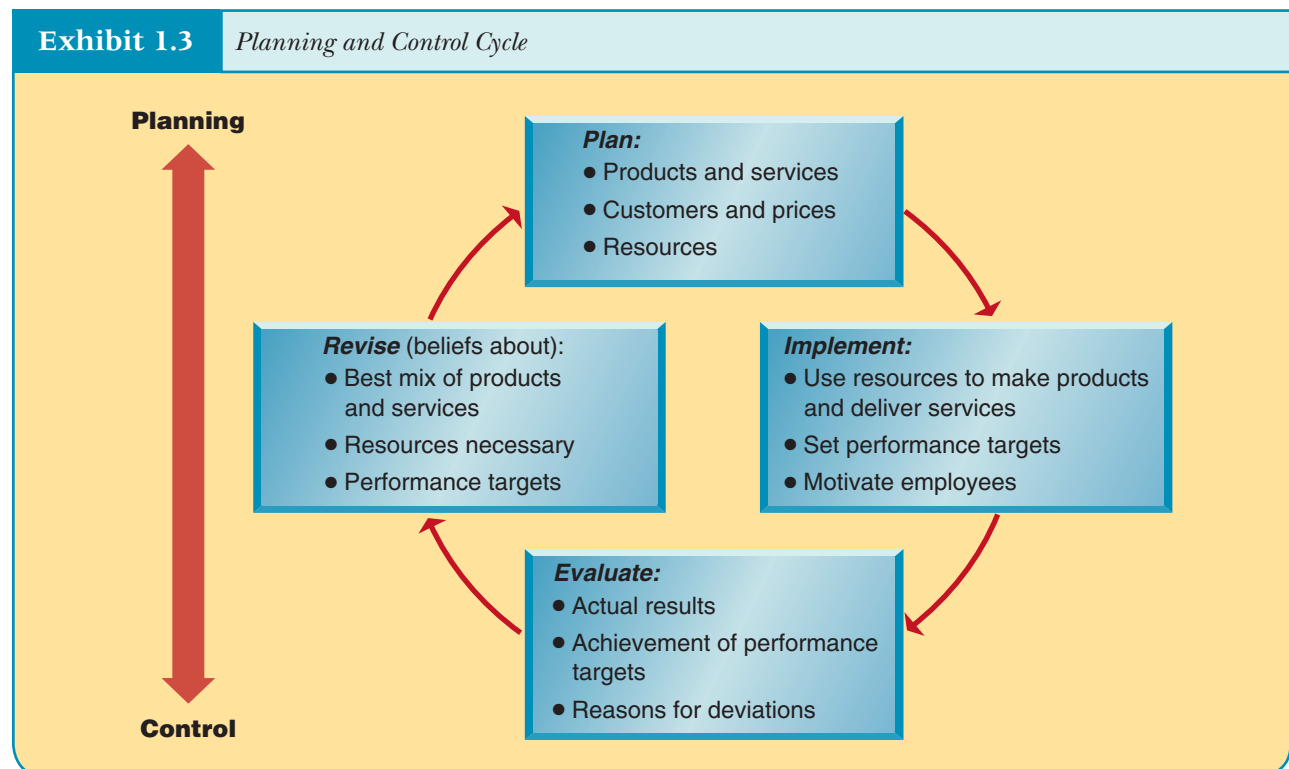 Exhibit 1.3 Planning and Control Cycle
Planning
Plan:
● Products and services
● Customers and prices
● Resources
Revise (beliefs about):
● Best mix of products
and services
● Resources necessary
● Performance targets
Implement:
● Use resources to make products
and deliver services
● Set performance targets
● Motivate employees
Evaluate:
● Actual results
● Achievement of performance
targets
● Reasons for deviations
Control